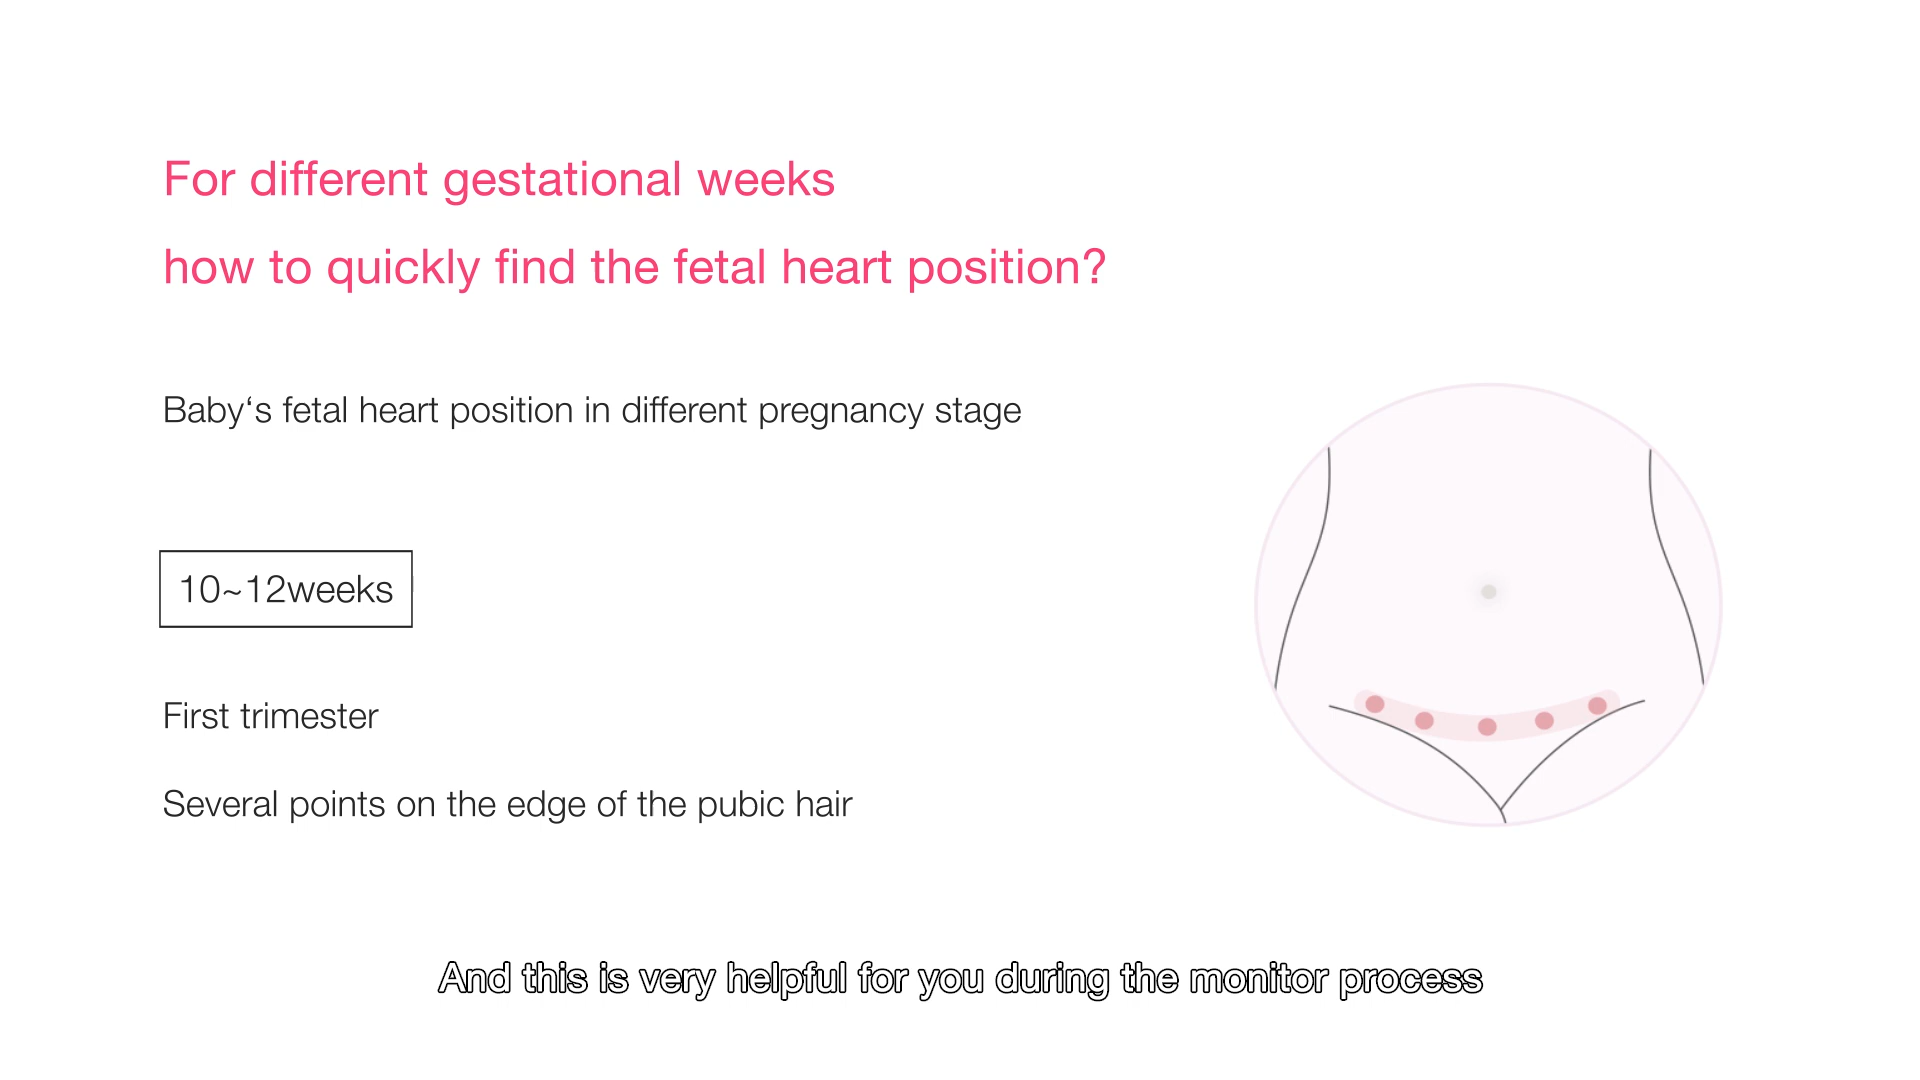 For different gestational weeks
how to quickly find the fetal heart position?
Baby‘s fetal heart position in different pregnancy stage
10~12weeks
First trimester
Several points on the edge of the pubic hair
And this is very helpful for you during the monitor process